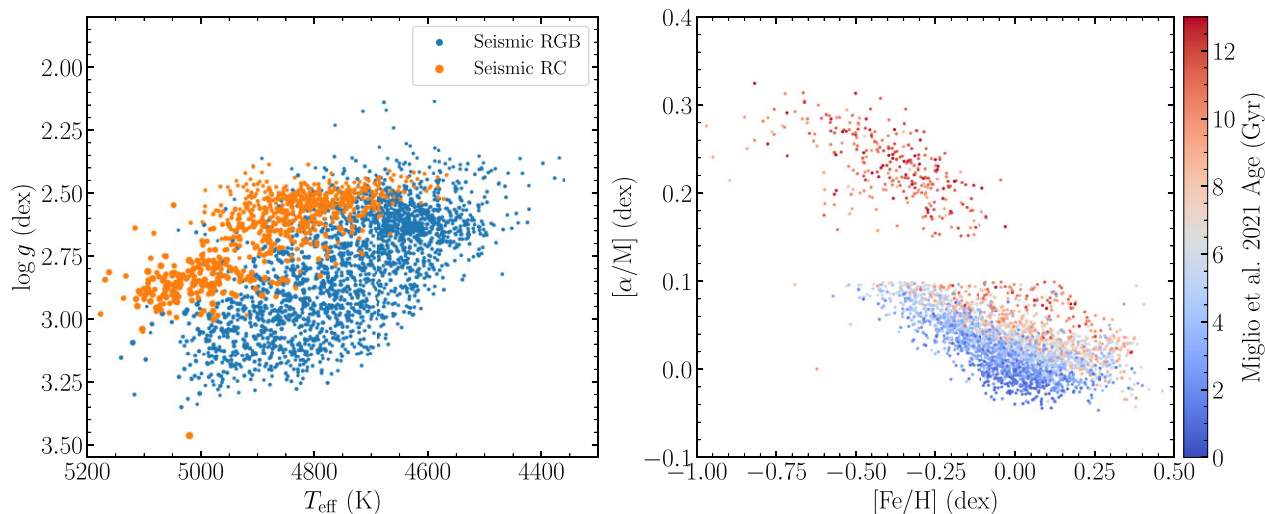 2.00
2.25
2.50
2.75
3.00
3.25
3.50
log g (dex)
5200 5000 4800 4600 4400
T_eff (K)
Seismic RGB
Seismic RC
0.4
0.3
0.2
0.1
0.0
−0.1
[α/M] (dex)
−1.00 −0.75 −0.50 −0.25 0.00 0.25 0.50
[Fe/H] (dex)
12
10
8
6
4
2
0
Miglio et al. 2021 Age (Gyr)